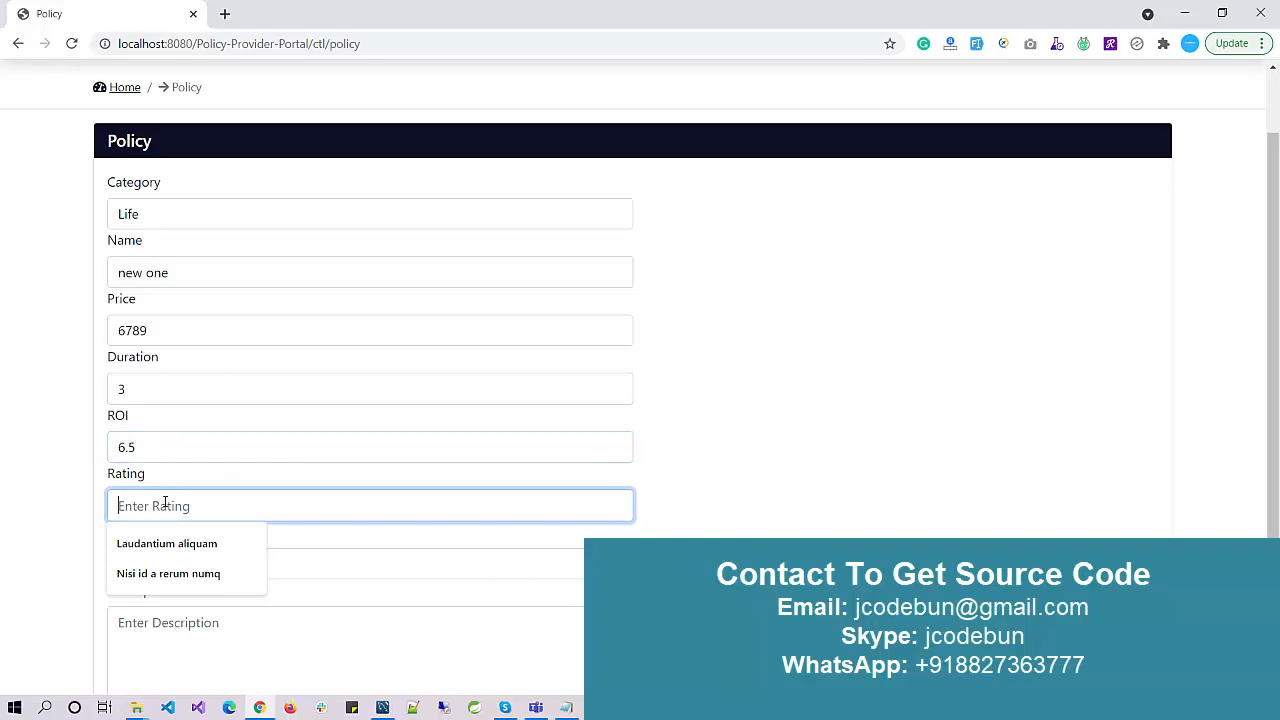 Policy
localhost:8080/Policy-Provider-Portal/ctl/policy
Update
Home / Policy
Policy
Category
Life
Name
new one
Price
6789
Duration
3
ROI
6.5
Rating
Enter Rating
Laudantium aliquam
Nisi id a rerum numq
Enter Description
Contact To Get Source Code
Email: jcodebun@gmail.com
Skype: jcodebun
WhatsApp: +918827363777